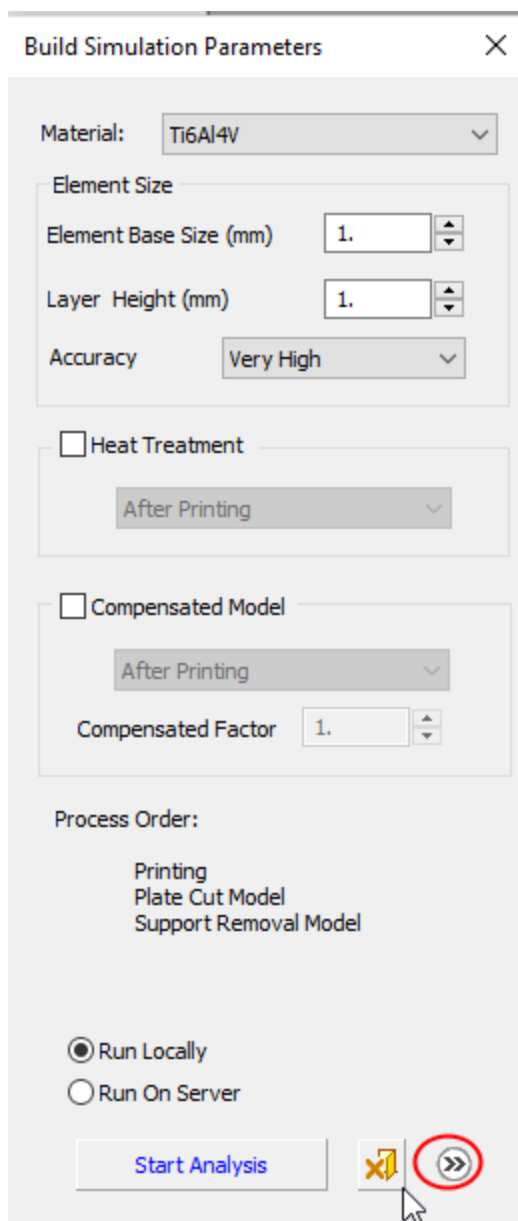 Build Simulation Parameters
Material: Ti6Al4V
Element Size
Element Base Size (mm) 1.
Layer Height (mm) 1.
Accuracy Very High
Heat Treatment
After Printing
Compensated Model
After Printing
Compensated Factor 1.
Process Order:
Printing
Plate Cut Model
Support Removal Model
Run Locally
Run On Server
Start Analysis